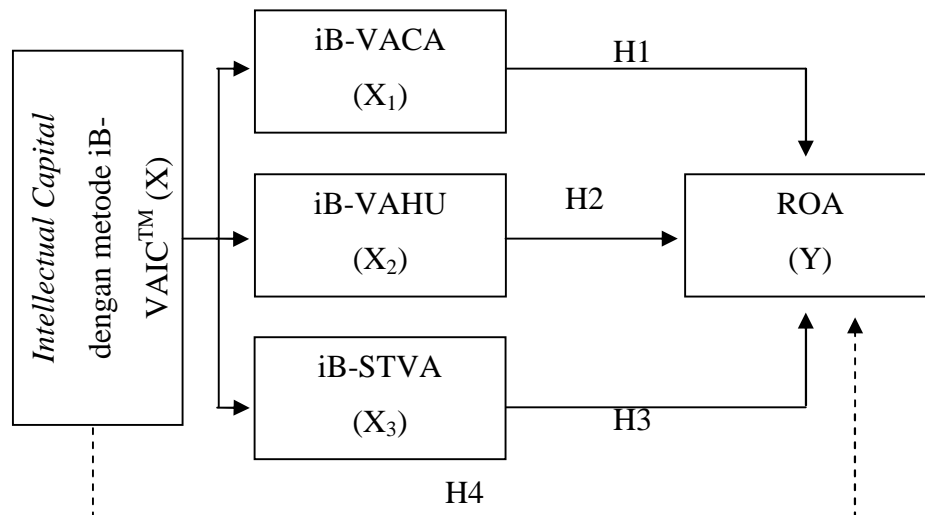 Intellectual Capital
dengan metode iB-
VAIC™ (X)
iB-VACA
(X₁)
H1
iB-VAHU
(X₂)
H2
ROA
(Y)
iB-STVA
(X₃)
H3
H4